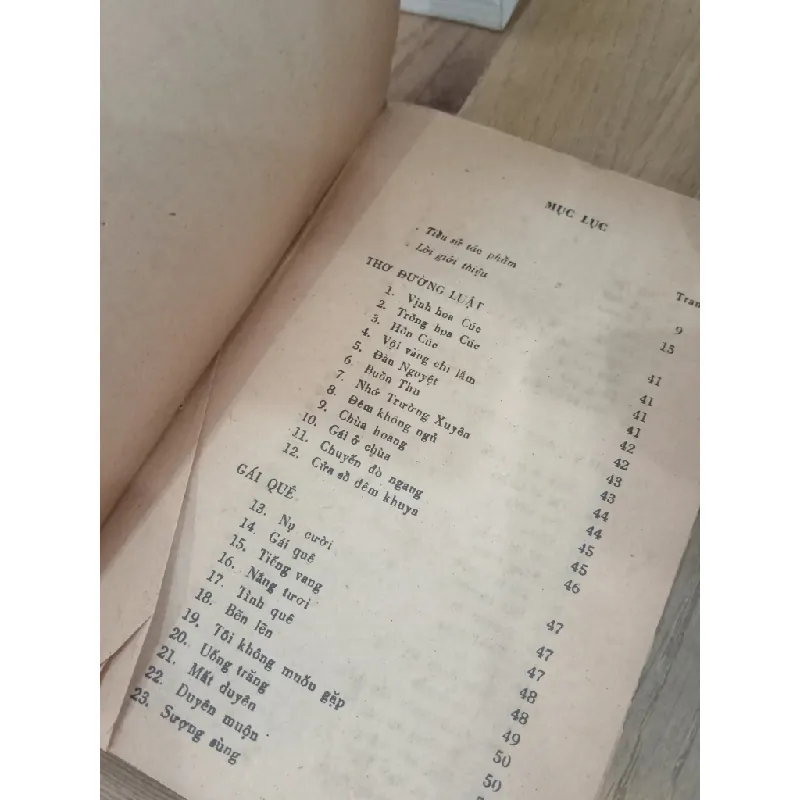 MỤC LỤC
Tran
- Tiểu sử tác phẩm 9
- Lời giới thiệu 15
THƠ ĐƯỜNG LUẬT
1. Vịnh hoa Cúc
2. Trồng hoa Cúc
3. Hồn Cúc
4. Vội vàng chi lắm
5. Đàn Nguyệt
6. Buồn Thu
7. Nhớ Trường Xuyên
8. Đêm không ngủ
9. Chùa hoang
10. Gái ở chùa
11. Chuyến đò ngang
12. Cửa sổ đêm khuya
41
41
41
41
42
42
43
43
44
44
45
45
46
GÁI QUÊ
13. Nụ cười 47
14. Gái quê 47
15. Tiếng vang 47
16. Nắng tươi 48
17. Tình quê 48
18. Bẽn lẽn 49
19. Tôi không muốn gặp 50
20. Uống trăng 50
21. Mất duyên
22. Duyên muộn
23. Sượng sùng